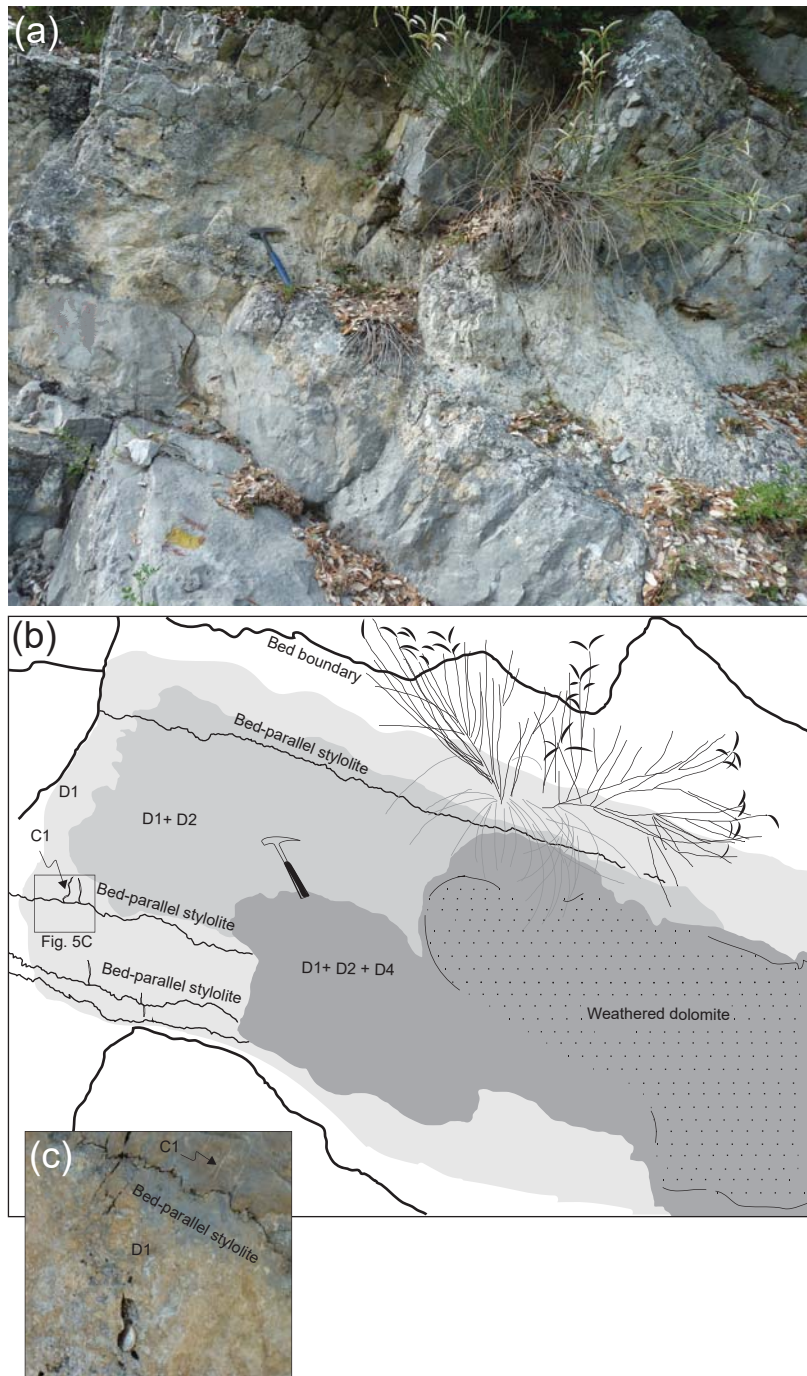 (a)
(b)
Bed boundary
Bed-parallel stylolite
D1
D1+ D2
C1
Bed-parallel stylolite
Fig. 5C
Bed-parallel stylolite
D1+ D2 + D4
Weathered dolomite
(c)
C1
Bed-parallel stylolite
D1